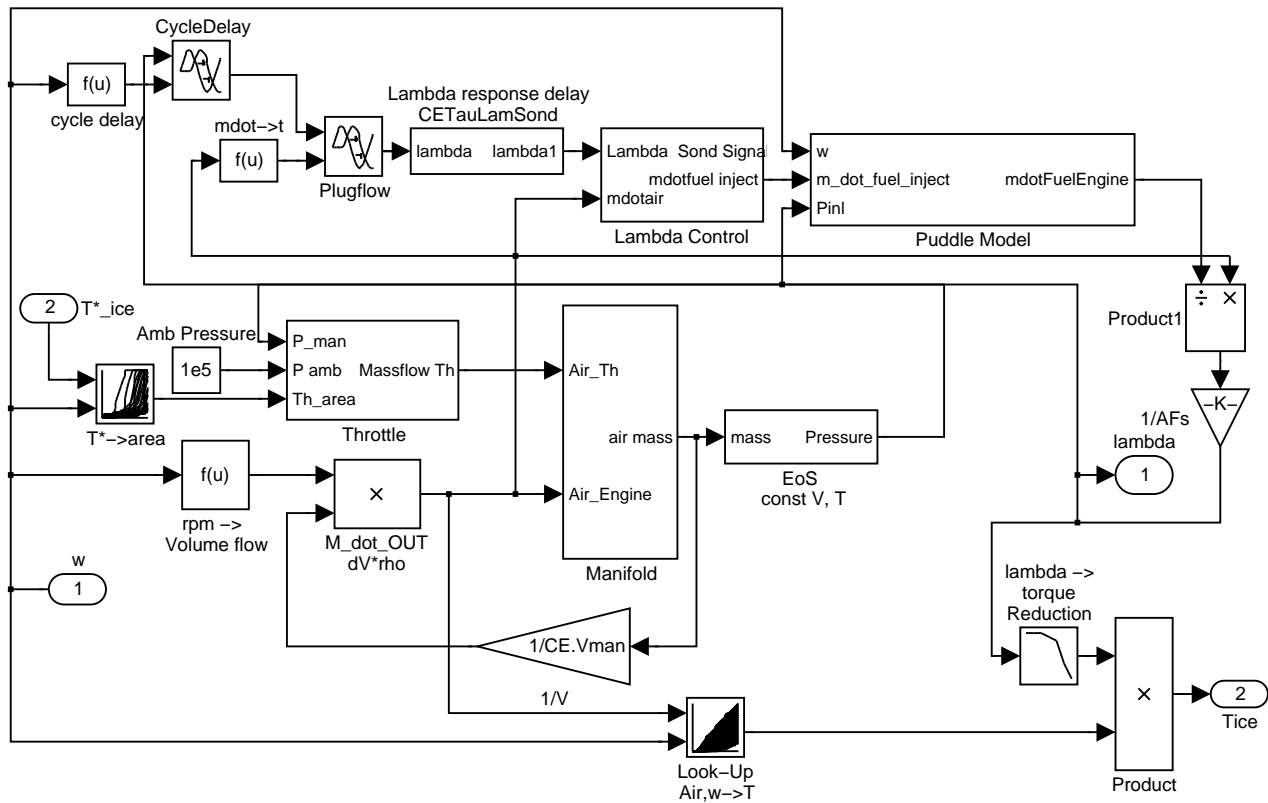 CycleDelay
f(u)
cycle delay
mdot->t
f(u)
Plugflow
Lambda response delay
CETauLamSond
lambda
lambda1
Lambda Sond Signal
mdotfuel inject
mdotair
Lambda Control
w
m_dot_fuel_inject
mdotFuelEngine
Pinl
Puddle Model
2
T*_ice
Amb Pressure
1e5
T*->area
P_man
P amb
Massflow Th
Th_area
Throttle
Air_Th
air mass
Air_Engine
Manifold
mass
Pressure
EoS
const V, T
÷
×
Product1
-K-
1/AFs
lambda
1
f(u)
rpm ->
Volume flow
×
M_dot_OUT
dV*rho
w
1
1/CE.Vman
1/V
lambda ->
torque
Reduction
×
Product
2
Tice
Look-Up
Air,w->T